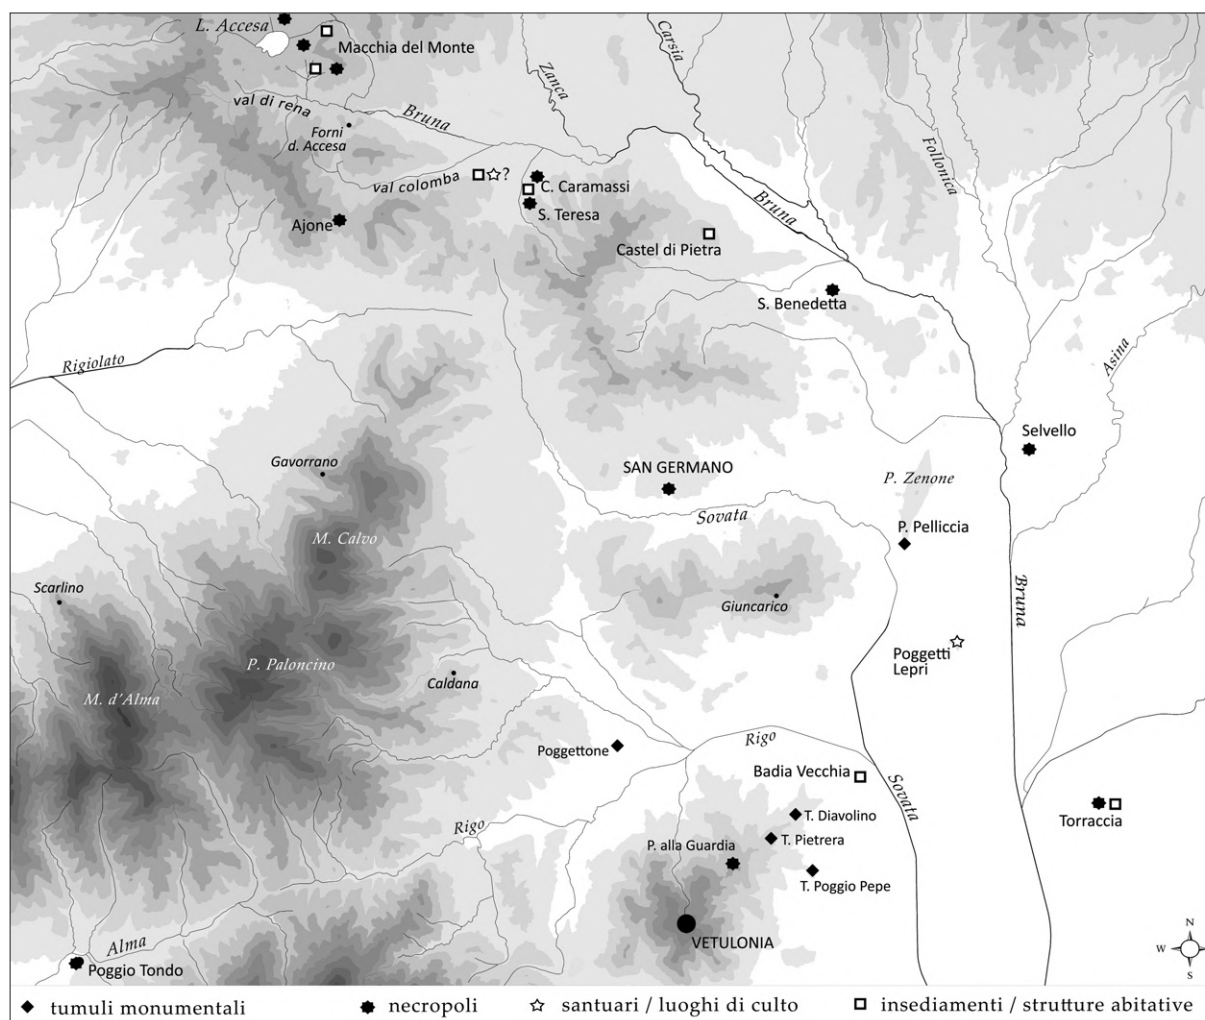 L. Accesa
Macchia del Monte
Carsia
Zanca
val di rena
Bruna
Forni
d. Accesa
Follonica
val colomba
?
C. Caramassi
S. Teresa
Bruna
Ajone
Castel di Pietra
S. Benedetta
Rigiolato
Asina
Selvello
Gavorrano
SAN GERMANO
P. Zenone
Sovata
P. Pelliccia
M. Calvo
Scarlino
Giuncarico
Bruna
Poggetti
Lepri
P. Paloncino
M. d'Alma
Caldana
Rigo
Poggettone
Badia Vecchia
Sovata
T. Diavolino
Torraccia
Rigo
T. Pietrera
P. alla Guardia
T. Poggio Pepe
VETULONIA
Alma
Poggio Tondo
N
W
S
tumuli monumentali
necropoli
santuari / luoghi di culto
insediamenti / strutture abitative